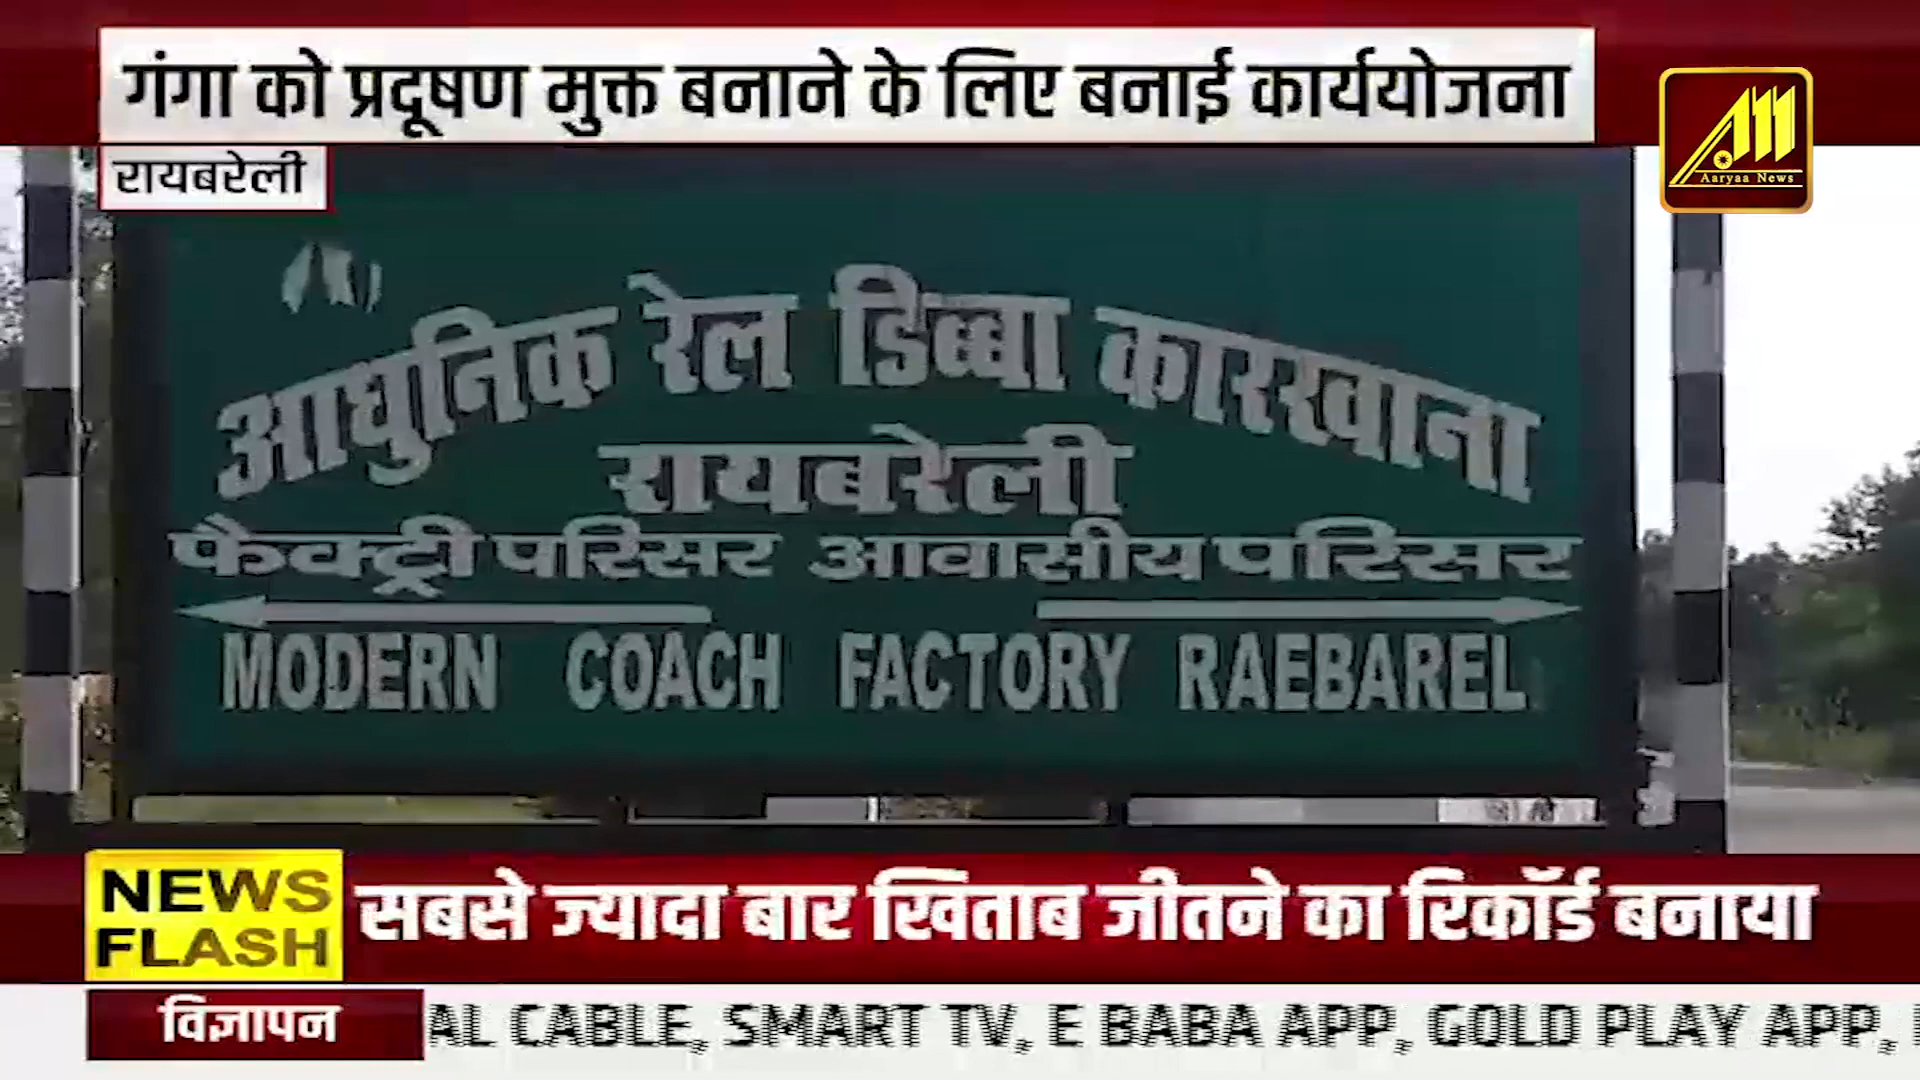 गंगा को प्रदूषण मुक्त बनाने के लिए बनाई कार्ययोजना
Aaryaa News
रायबरेली
आधुनिक रेल डिब्बा कारखाना
रायबरेली
फैक्ट्री परिसर आवासीय परिसर
MODERN COACH FACTORY RAEBAREL
NEWS FLASH
सबसे ज्यादा बार खिताब जीतने का रिकॉर्ड बनाया
विज्ञापन
AL CABLE, SMART TV, E BABA APP, GOLD PLAY APP,